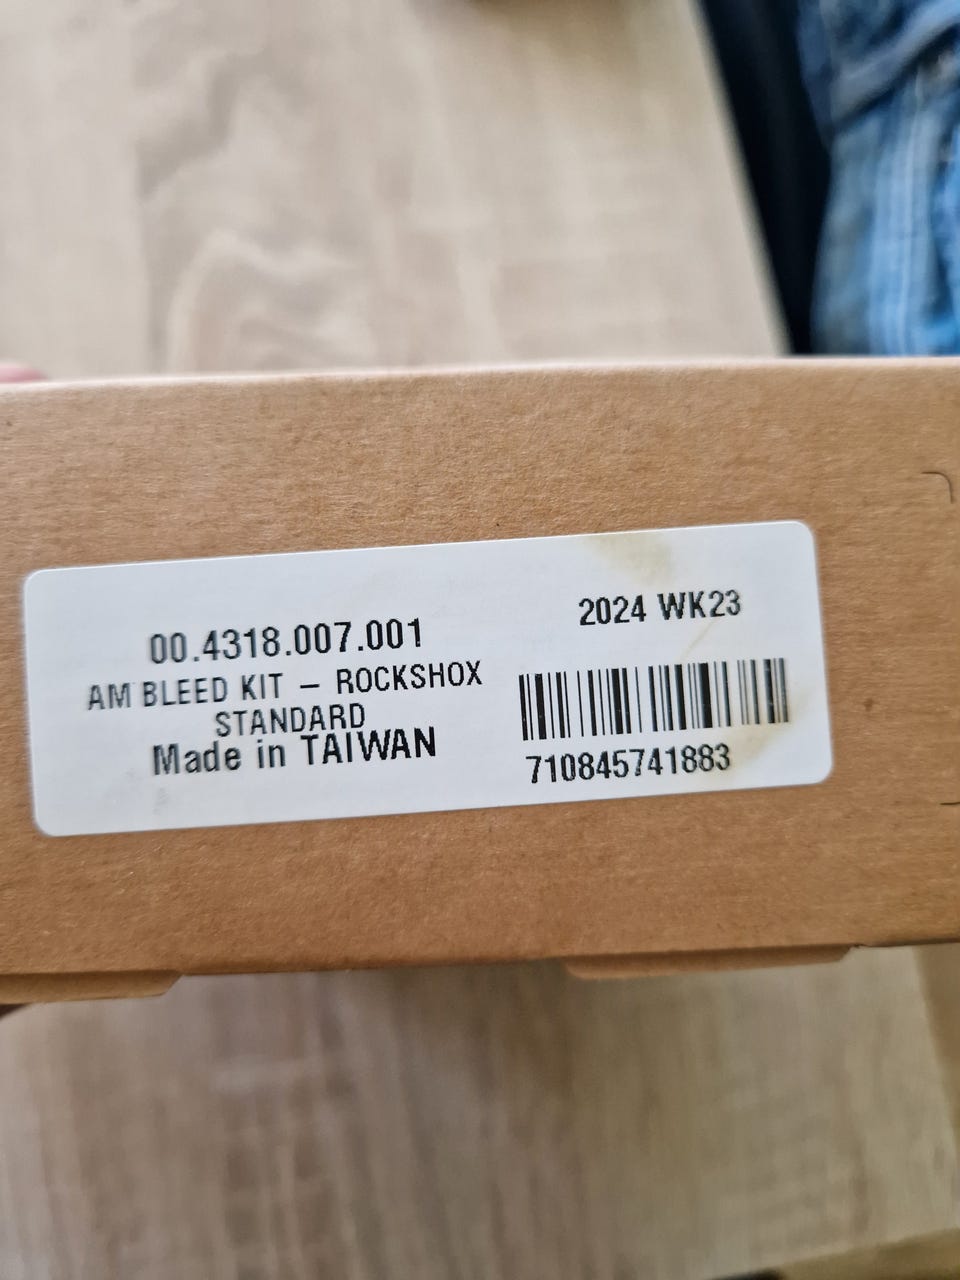 00.4318.007.001
AM BLEED KIT – ROCKSHOX
STANDARD
Made in TAIWAN
2024 WK23
710845741883